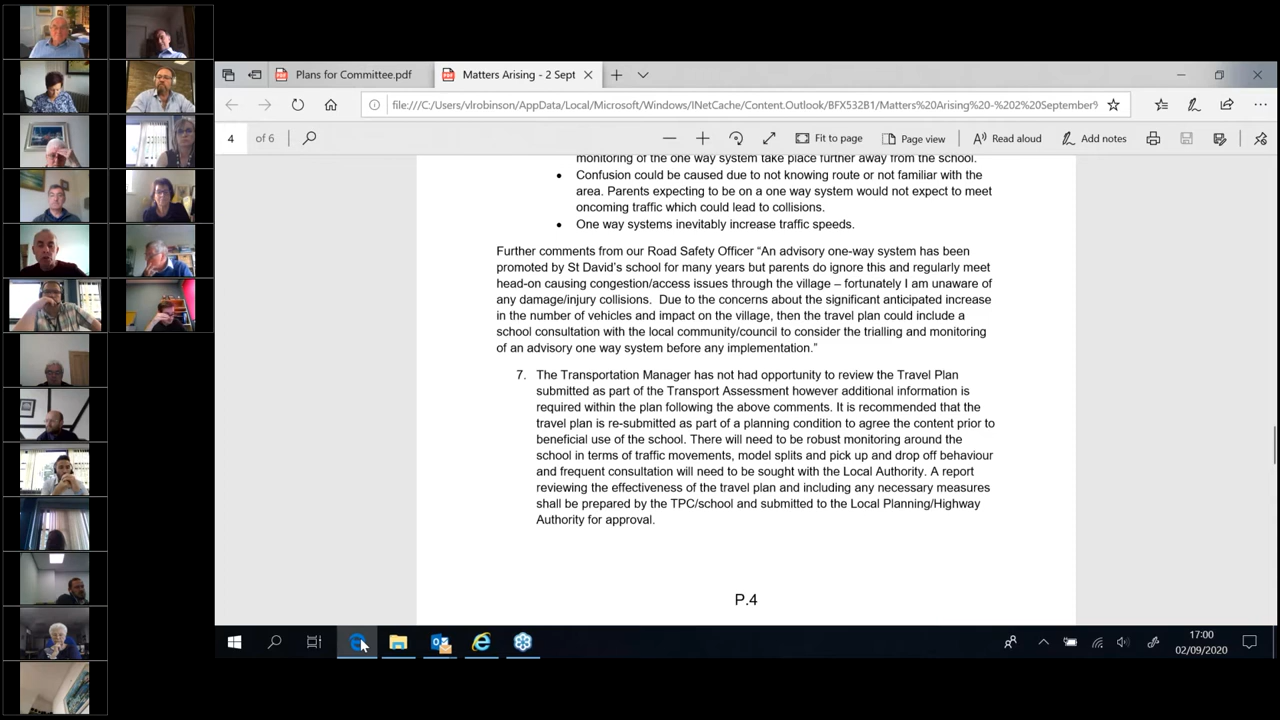 Plans for Committee.pdf
Matters Arising - 2 Sept
file:///C:/Users/vlrobinson/AppData/Local/Microsoft/Windows/INetCache/Content.Outlook/BFX532B1/Matters%20Arising%20-%202%20September%
4 of 6
Fit to page
Page view
Read aloud
Add notes
monitoring of the one way system take place further away from the school.
• Confusion could be caused due to not knowing route or not familiar with the
area. Parents expecting to be on a one way system would not expect to meet
oncoming traffic which could lead to collisions.
• One way systems inevitably increase traffic speeds.
Further comments from our Road Safety Officer “An advisory one-way system has been
promoted by St David’s school for many years but parents do ignore this and regularly meet
head-on causing congestion/access issues through the village – fortunately I am unaware of
any damage/injury collisions. Due to the concerns about the significant anticipated increase
in the number of vehicles and impact on the village, then the travel plan could include a
school consultation with the local community/council to consider the trialling and monitoring
of an advisory one way system before any implementation.”
7. The Transportation Manager has not had opportunity to review the Travel Plan
submitted as part of the Transport Assessment however additional information is
required within the plan following the above comments. It is recommended that the
travel plan is re-submitted as part of a planning condition to agree the content prior to
beneficial use of the school. There will need to be robust monitoring around the
school in terms of traffic movements, model splits and pick up and drop off behaviour
and frequent consultation will need to be sought with the Local Authority. A report
reviewing the effectiveness of the travel plan and including any necessary measures
shall be prepared by the TPC/school and submitted to the Local Planning/Highway
Authority for approval.
P.4
17:00
02/09/2020